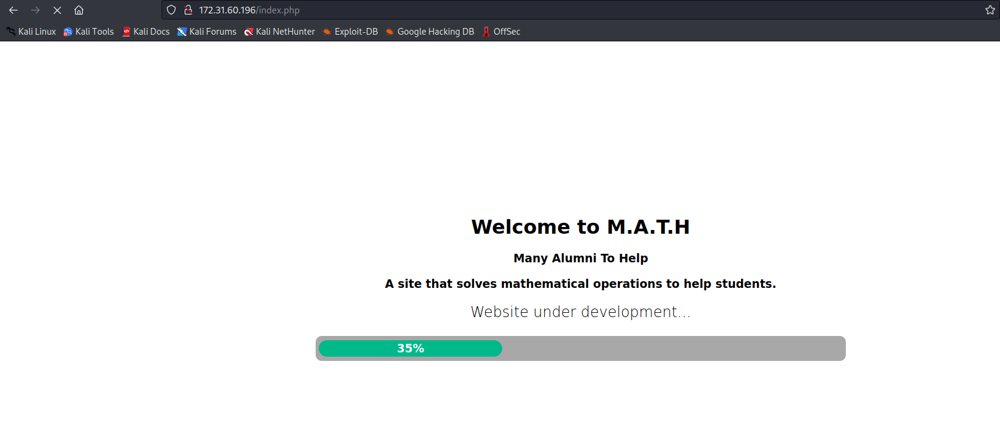 172.31.60.196/index.php
Kali Linux Kali Tools Kali Docs Kali Forums Kali NetHunter Exploit-DB Google Hacking DB OffSec
Welcome to M.A.T.H
Many Alumni To Help
A site that solves mathematical operations to help students.
Website under development...
35%